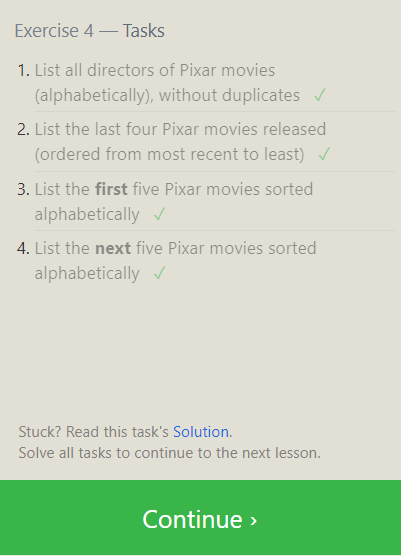 Exercise 4 — Tasks
1. List all directors of Pixar movies
(alphabetically), without duplicates ✓
2. List the last four Pixar movies released
(ordered from most recent to least) ✓
3. List the first five Pixar movies sorted
alphabetically ✓
4. List the next five Pixar movies sorted
alphabetically ✓
Stuck? Read this task's Solution.
Solve all tasks to continue to the next lesson.
Continue ›